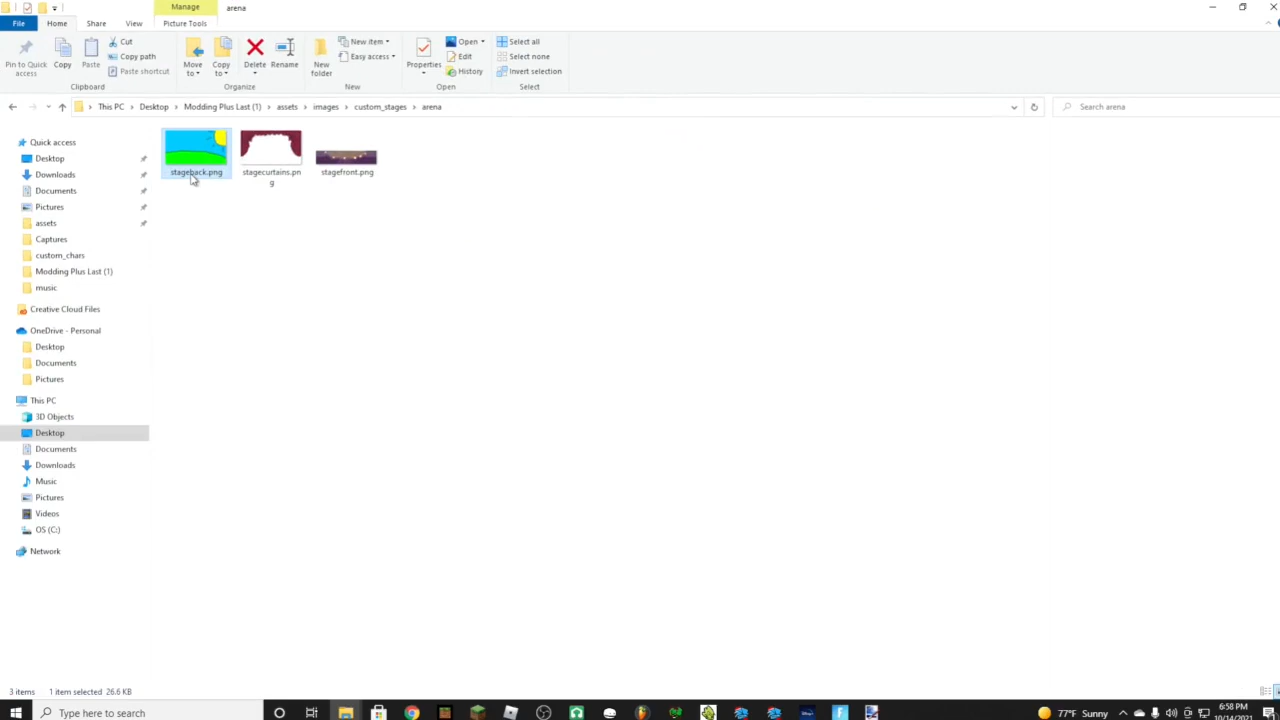 Manage
arena
File
Home
Share
View
Picture Tools
Pin to Quick
access
Copy
Paste
Cut
Copy path
Paste shortcut
Clipboard
Move
to
Copy
to
Delete
Rename
Organize
New
folder
New item
Easy access
New
Properties
Open
Edit
History
Open
Select all
Select none
Invert selection
Select
This PC
Desktop
Modding Plus Last (1)
assets
images
custom_stages
arena
Search arena
Quick access
Desktop
Downloads
Documents
Pictures
assets
Captures
custom_chars
Modding Plus Last (1)
music
Creative Cloud Files
OneDrive - Personal
Desktop
Documents
Pictures
This PC
3D Objects
Desktop
Documents
Downloads
Music
Pictures
Videos
OS (C:)
Network
stageback.png
stagecurtains.pn
g
stagefront.png
3 items
1 item selected 26.6 KB
Type here to search
77°F Sunny
6:58 PM
10/14/2021